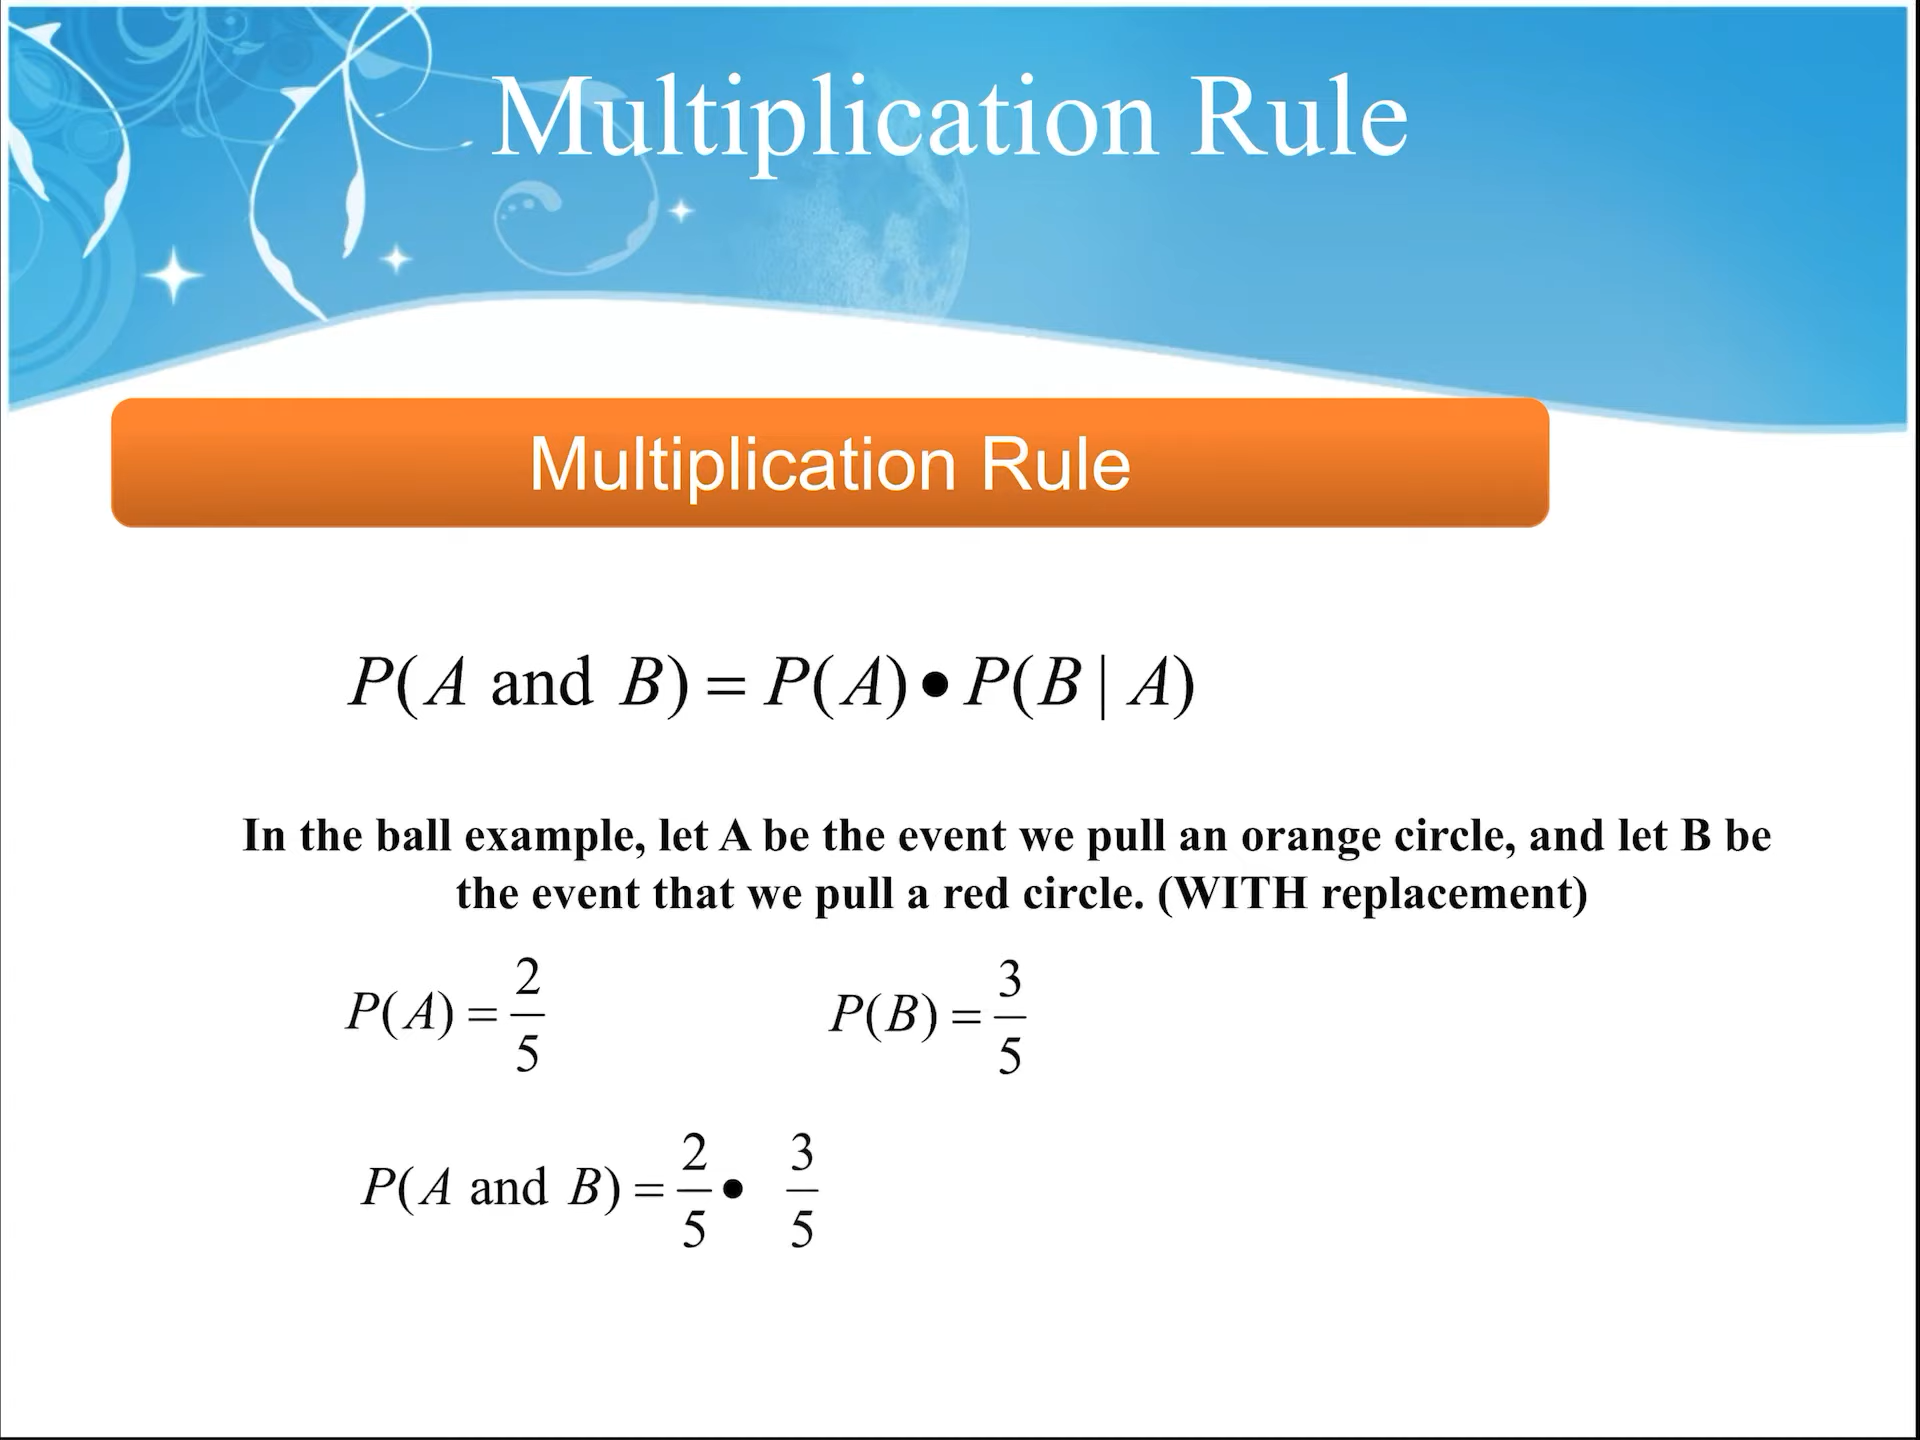 Multiplication Rule
Multiplication Rule
P(A and B) = P(A) • P(B | A)
In the ball example, let A be the event we pull an orange circle, and let B be
the event that we pull a red circle. (WITH replacement)
P(A) = 2/5 P(B) = 3/5
P(A and B) = 2/5 • 3/5